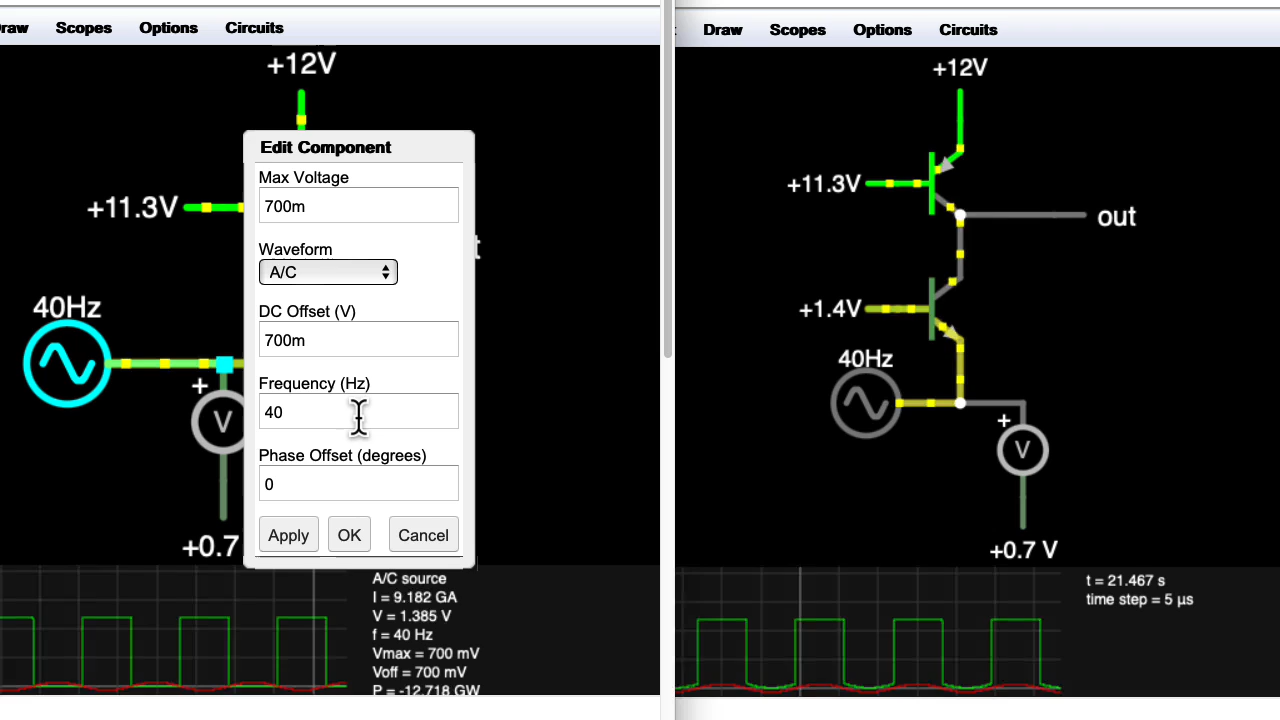 raw Scopes Options Circuits
+12V
+11.3V
40Hz
+
V
+0.7
Edit Component
Max Voltage
700m
Waveform
A/C
DC Offset (V)
700m
Frequency (Hz)
40
Phase Offset (degrees)
0
Apply OK Cancel
t
A/C source
I = 9.182 GA
V = 1.385 V
f = 40 Hz
Vmax = 700 mV
Voff = 700 mV
P = -12.718 GW
Draw Scopes Options Circuits
+12V
+11.3V
out
+1.4V
40Hz
+
V
+0.7 V
t = 21.467 s
time step = 5 µs